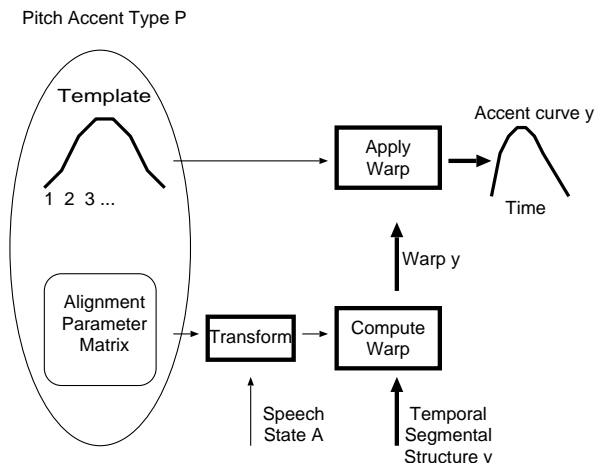 Pitch Accent Type P
Template
1 2 3 ...
Apply
Warp
Accent curve y
Time
Warp y
Alignment
Parameter
Matrix
Transform
Compute
Warp
Speech
State A
Temporal
Segmental
Structure y